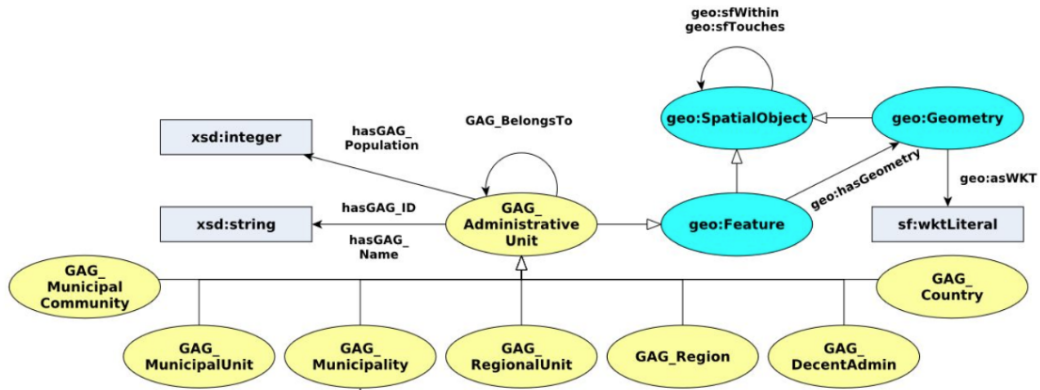 geo:sfWithin
geo:sfTouches
xsd:integer
hasGAG_
Population
GAG_BelongsTo
geo:SpatialObject
geo:Geometry
geo:hasGeometry
geo:asWKT
xsd:string
hasGAG_ID
hasGAG_
Name
GAG_
Administrative
Unit
geo:Feature
sf:wktLiteral
GAG_
Municipal
Community
GAG_
Country
GAG_
MunicipalUnit
GAG_
Municipality
GAG_
RegionalUnit
GAG_Region
GAG_
DecentAdmin